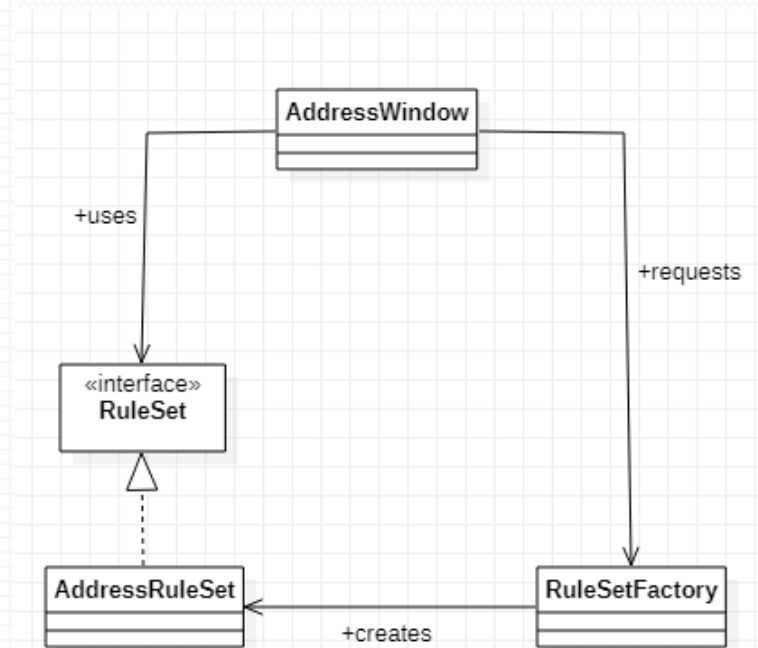 AddressWindow
+uses
+requests
«interface»
RuleSet
AddressRuleSet
RuleSetFactory
+creates